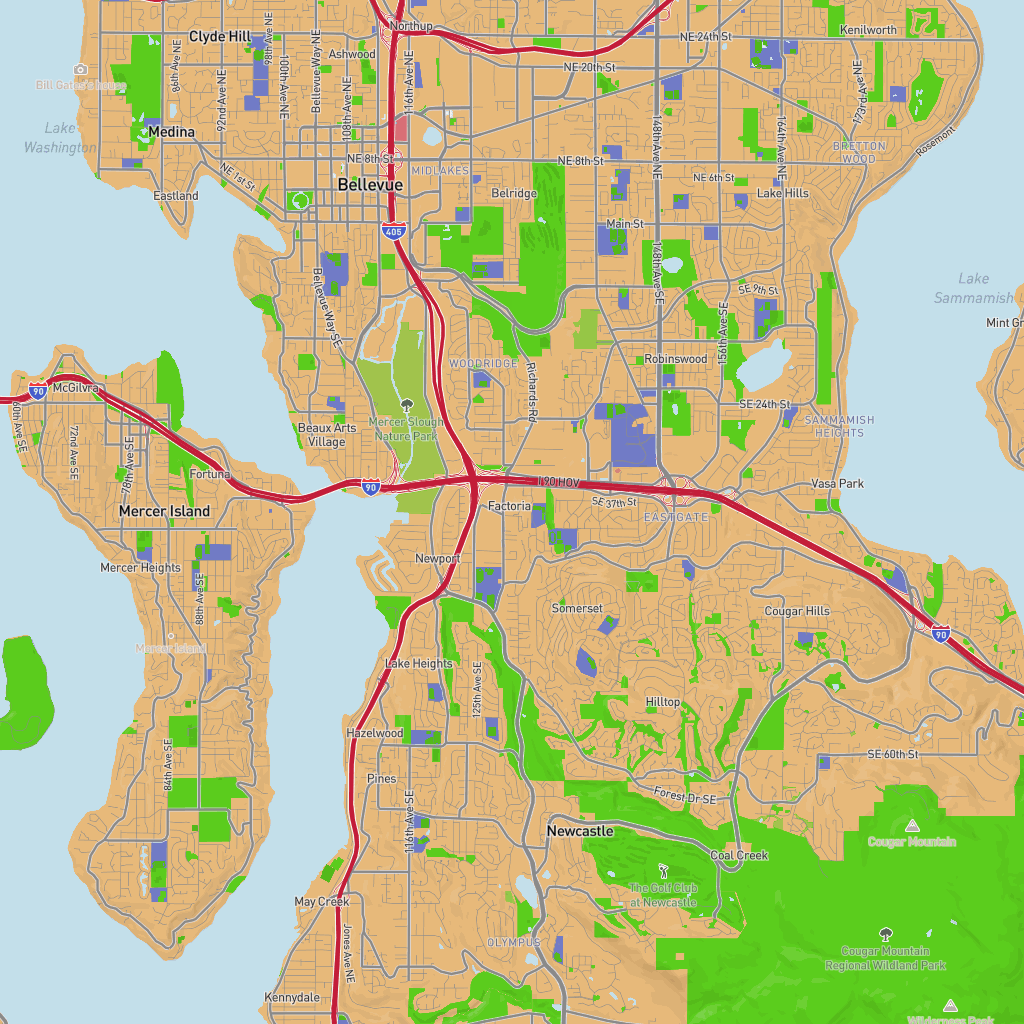 Northup
Clyde Hill
Kenilworth
NE 24th St
98th Ave NE
Ashwood
86th Ave NE
92nd Ave NE
100th Ave NE
Bellevue Way NE
108th Ave NE
116th Ave NE
NE 20th St
173rd Ave NE
Bill Gates's house
Lake
Washington
Medina
148th Ave NE
164th Ave NE
BRETTON
WOOD
Rosemont
NE 8th St
NE 8th St
MIDLAKES
NE 1st St
Bellevue
NE 6th St
Eastland
Belridge
Lake Hills
Main St
405
148th Ave SE
Bellevue Way SE
SE 9th St
Lake
Sammamish
Mint Gr
156th Ave SE
WOODRIDGE
Robinswood
Richards Rd
McGilvra
90
60th Ave SE
SE 24th St
Mercer Slough
Nature Park
SAMMAMISH
HEIGHTS
Beaux Arts
Village
72nd Ave SE
78th Ave SE
Fortuna
90
I 90 HOV
Vasa Park
SE 37th St
Factoria
EASTGATE
Mercer Island
Newport
Mercer Heights
88th Ave SE
Somerset
Cougar Hills
90
Mercer Island
Lake Heights
125th Ave SE
Hilltop
Hazelwood
84th Ave SE
SE 60th St
Pines
Forest Dr SE
116th Ave SE
Newcastle
Cougar Mountain
Coal Creek
The Golf Club
at Newcastle
May Creek
Jones Ave NE
OLYMPUS
Cougar Mountain
Regional Wildland Park
Kennydale
Wilderness Peak